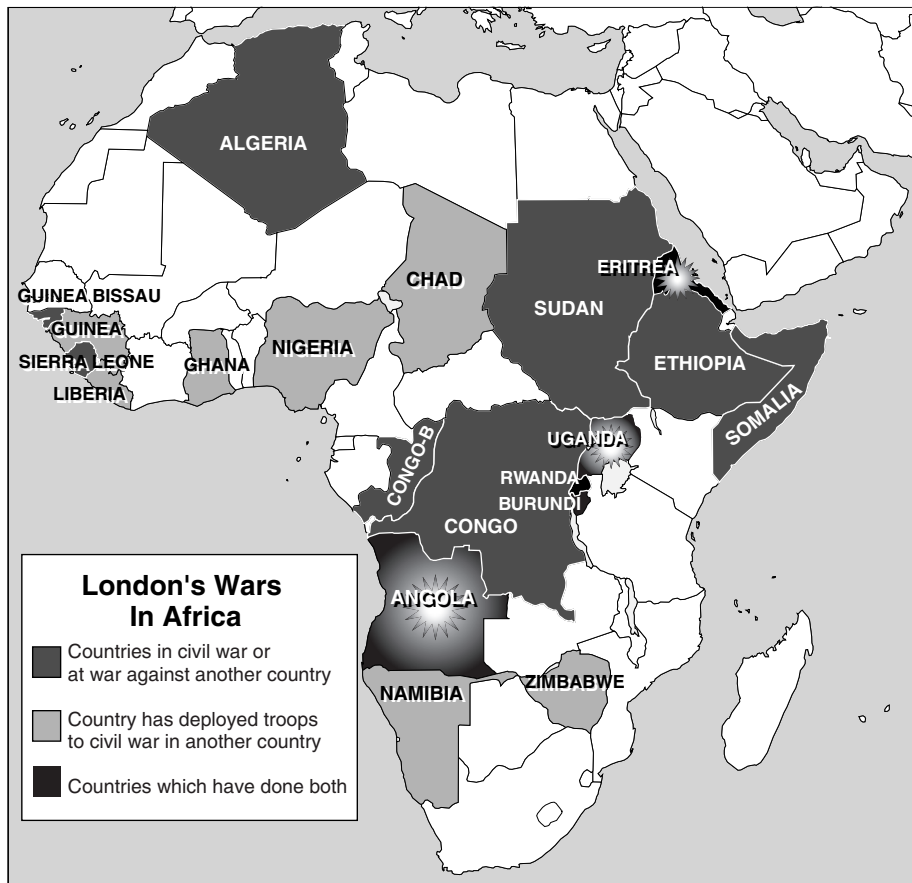 ALGERIA
CHAD
ERITREA
SUDAN
GUINEA BISSAU
GUINEA
SIERRA LEONE
LIBERIA
GHANA
NIGERIA
ETHIOPIA
SOMALIA
CONGO-B
UGANDA
RWANDA
BURUNDI
CONGO
ANGOLA
NAMIBIA
ZIMBABWE
London's Wars
In Africa
Countries in civil war or
at war against another country
Country has deployed troops
to civil war in another country
Countries which have done both